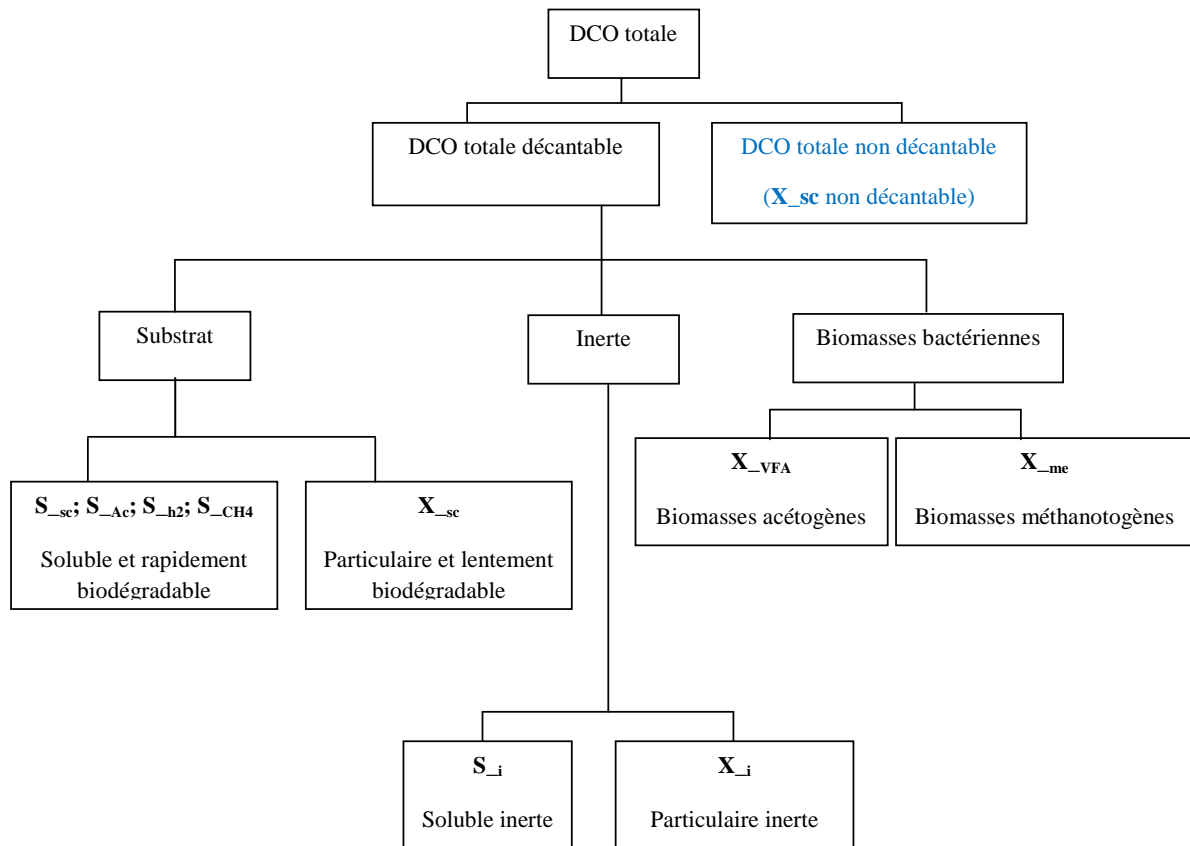 DCO totale
DCO totale décantable
DCO totale non décantable
(X_sc non décantable)
Substrat
Inerte
Biomasses bactériennes
S_sc; S_Ac; S_h2; S_CH4
Soluble et rapidement
biodégradable
X_sc
Particulaire et lentement
biodégradable
X_VFA
Biomasses acétogènes
X_me
Biomasses méthanotogènes
S_i
Soluble inerte
X_i
Particulaire inerte